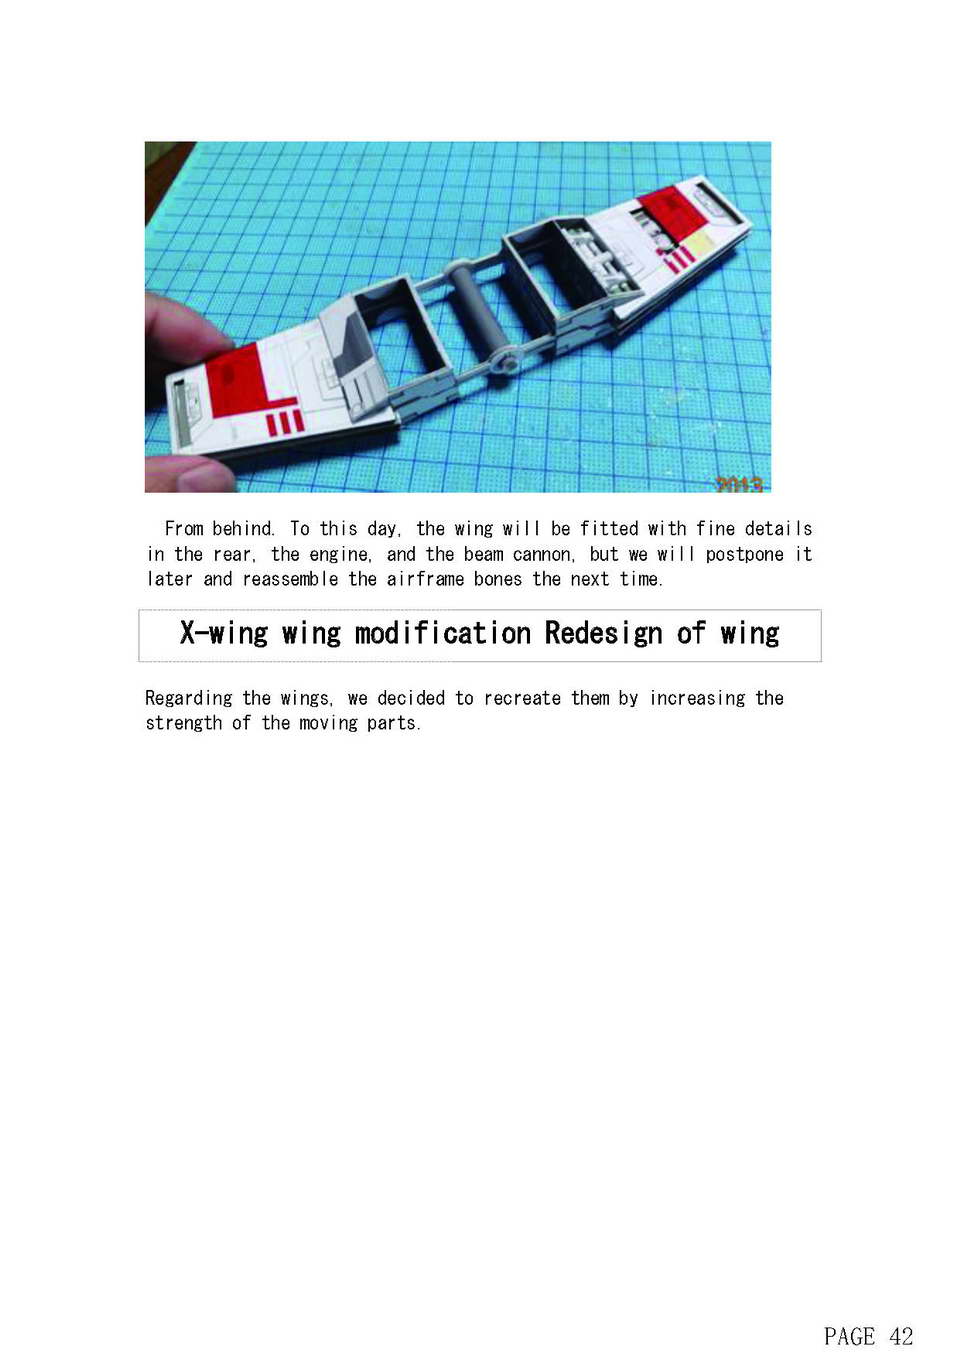 2013
From behind. To this day, the wing will be fitted with fine details
in the rear, the engine, and the beam cannon, but we will postpone it
later and reassemble the airframe bones the next time.
X-wing wing modification Redesign of wing
Regarding the wings, we decided to recreate them by increasing the
strength of the moving parts.
PAGE 42